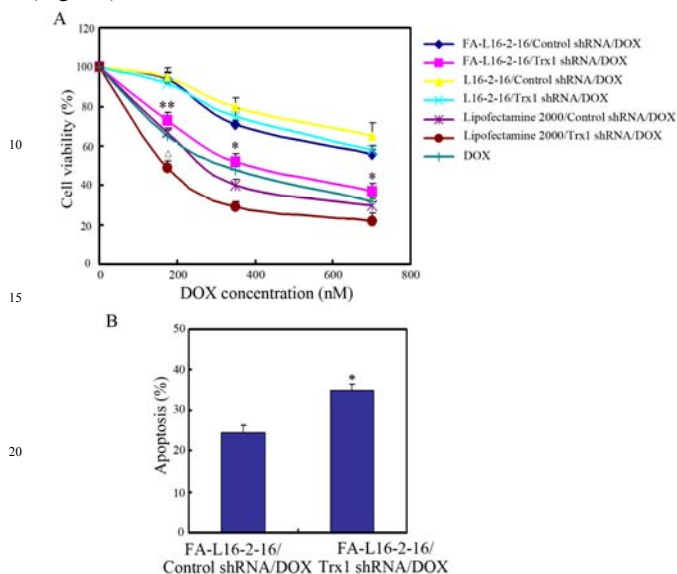 A
120
100
80
60
40
20
0
Cell viability (%)
**
*
*
0 200 400 600 800
DOX concentration (nM)
FA-L16-2-16/Control shRNA/DOX
FA-L16-2-16/Trx1 shRNA/DOX
L16-2-16/Control shRNA/DOX
L16-2-16/Trx1 shRNA/DOX
Lipofectamine 2000/Control shRNA/DOX
Lipofectamine 2000/Trx1 shRNA/DOX
DOX
10
15
20
B
50
40
30
20
10
0
Apoptosis (%)
*
FA-L16-2-16/ FA-L16-2-16/
Control shRNA/DOX Trx1 shRNA/DOX